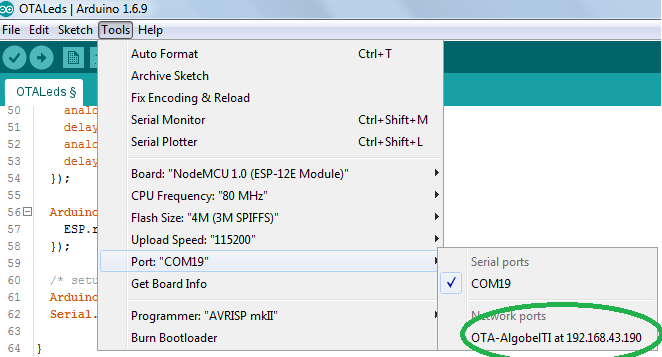 OTALeds | Arduino 1.6.9
File Edit Sketch Tools Help
OTALeds §
Auto Format Ctrl+T
Archive Sketch
Fix Encoding & Reload
Serial Monitor Ctrl+Shift+M
Serial Plotter Ctrl+Shift+L
Board: "NodeMCU 1.0 (ESP-12E Module)"
CPU Frequency: "80 MHz"
Flash Size: "4M (3M SPIFFS)"
Upload Speed: "115200"
Port: "COM19"
Get Board Info
Programmer: "AVRISP mkII"
Burn Bootloader
Serial ports
COM19
Network ports
OTA-AlgobelTI at 192.168.43.190
50 analo
51 delay
52 analo
53 delay
54 });
55
56 Arduino
57 ESP.r
58 });
59
60 /* setu
61 Arduino
62 Serial.
63
64 }